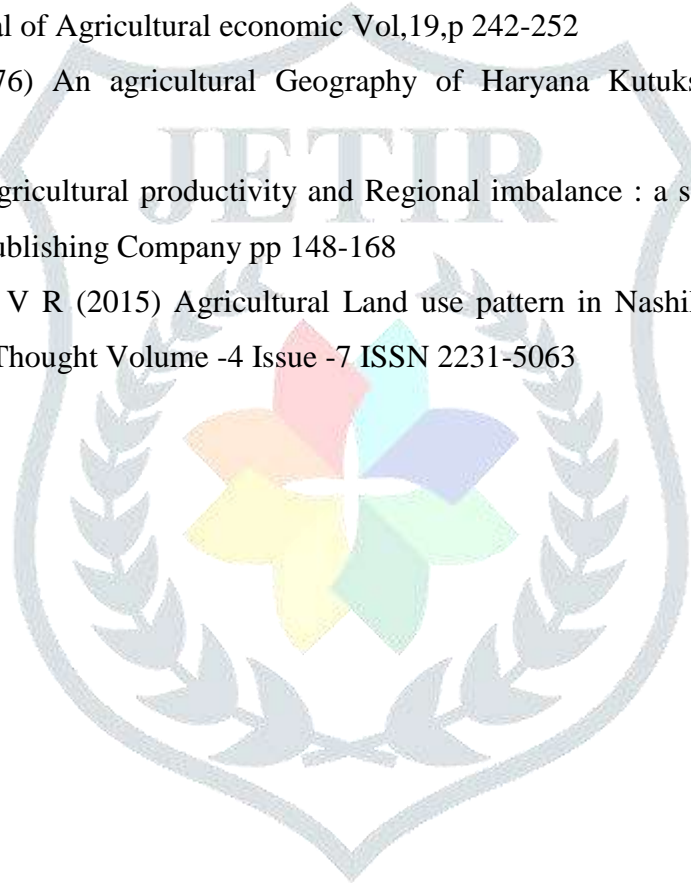 al of Agricultural economic Vol,19,p 242-252
76) An agricultural Geography of Haryana Kutuks
JETIR
gricultural productivity and Regional imbalance : a s
ublishing Company pp 148-168
V R (2015) Agricultural Land use pattern in Nashi
Thought Volume -4 Issue -7 ISSN 2231-5063